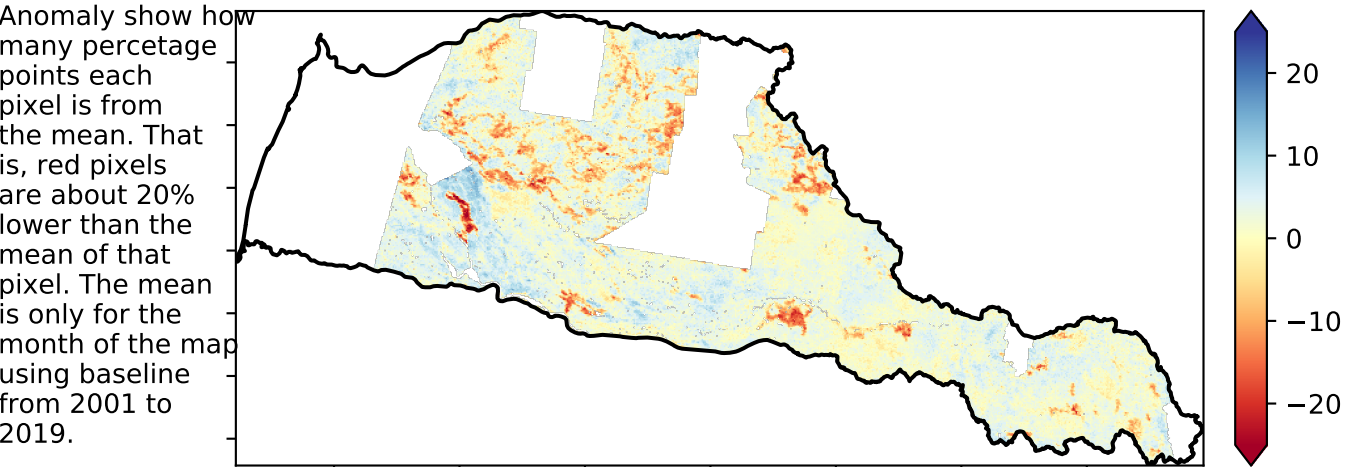 Anomaly show how
many percetage
points each
pixel is from
the mean. That
is, red pixels
are about 20%
lower than the
mean of that
pixel. The mean
is only for the
month of the map
using baseline
from 2001 to
2019.
20
10
0
−10
−20